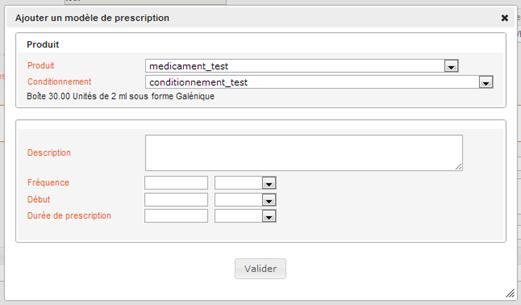 Ajouter un modèle de prescription
Produit
Produit medicament_test
Conditionnement conditionnement_test
Boîte 30.00 Unités de 2 ml sous forme Galénique
Description
Fréquence
Début
Durée de prescription
Valider